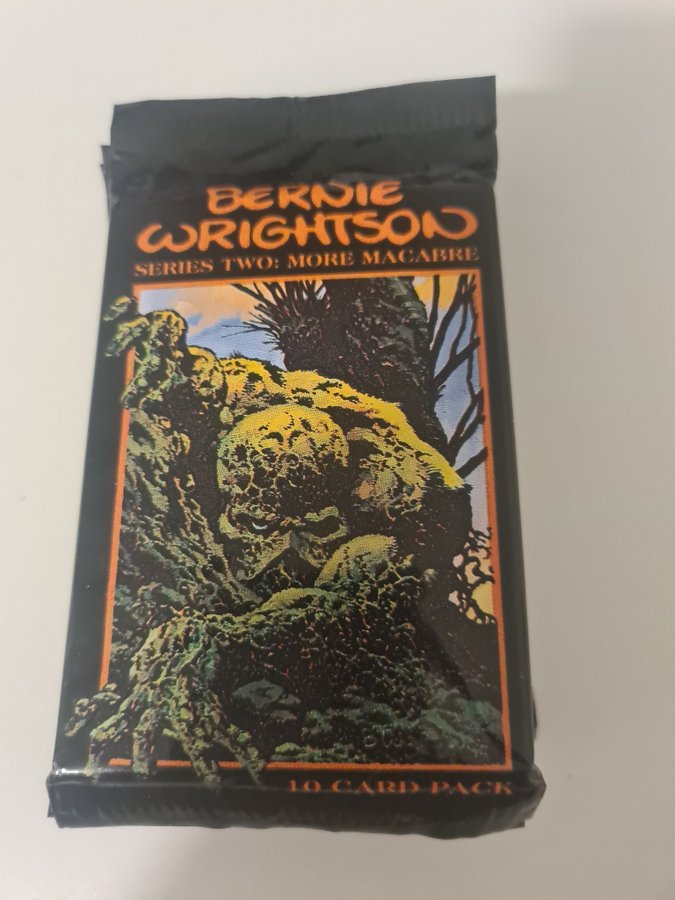 BERNIE
WRIGHTSON
SERIES TWO: MORE MACABRE
10 CARD PACK